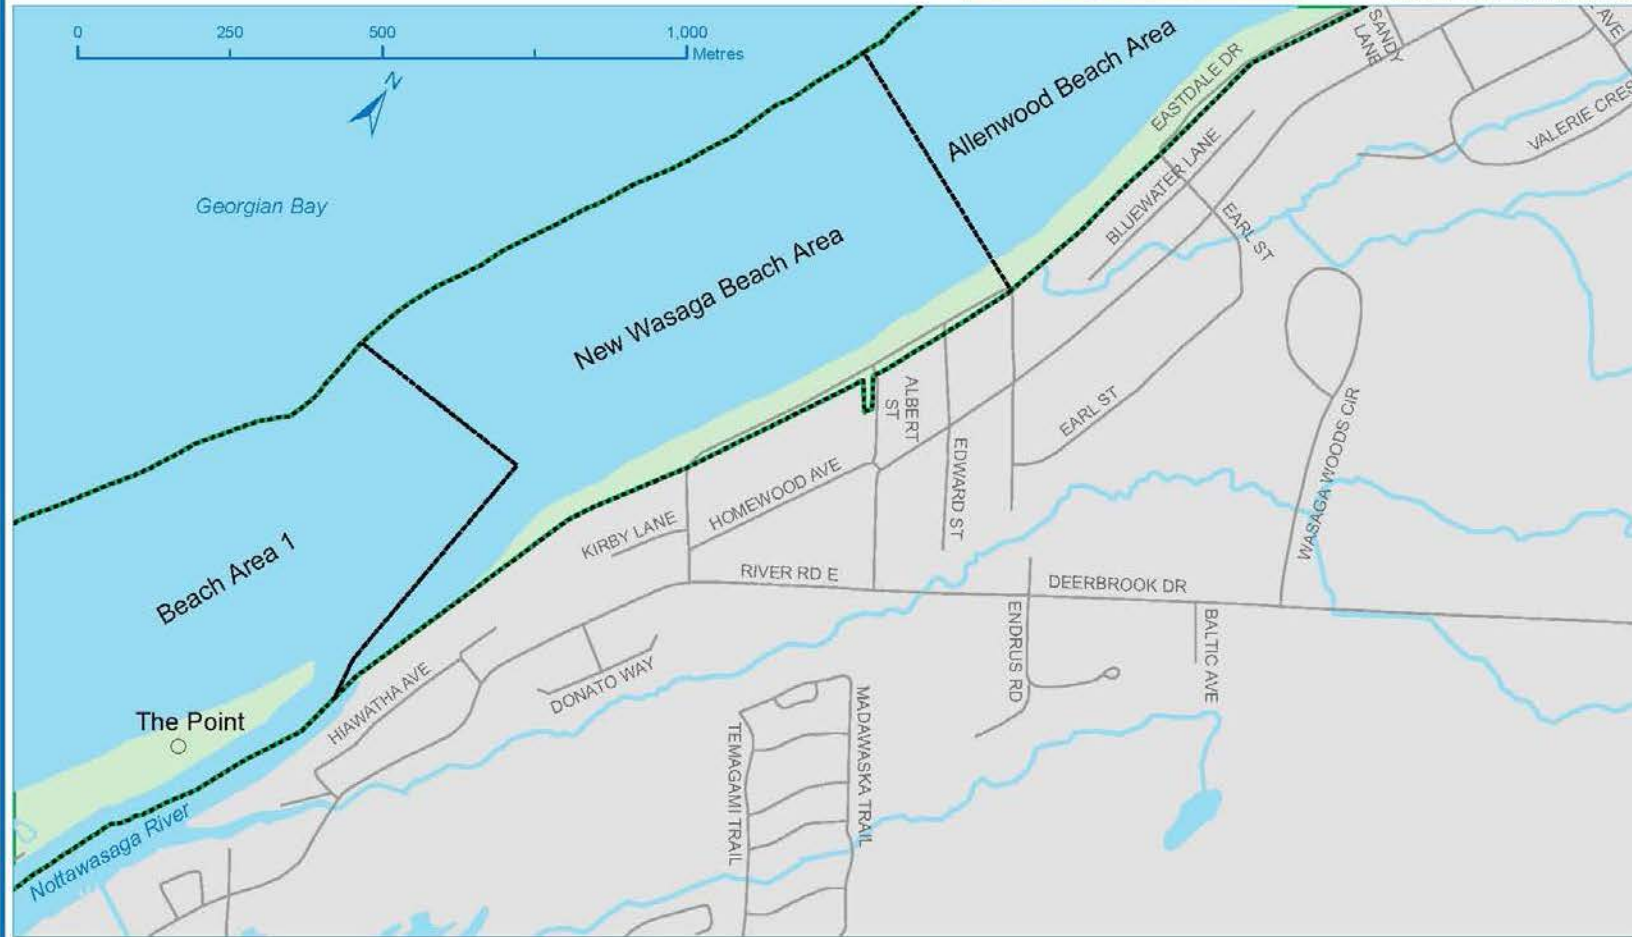 0 250 500 1,000
Metres
N
Georgian Bay
Allenwood Beach Area
New Wasaga Beach Area
Beach Area 1
The Point
Nottawasaga River
EASTDALE DR
SANDY
LANE
AVE
VALERIE CRES
BLUEWATER LANE
EARL ST
ALBERT
ST
EDWARD ST
EARL ST
WASAGA WOODS CIR
HOMEWOOD AVE
KIRBY LANE
RIVER RD E
DEERBROOK DR
ENDRUS RD
BALTIC AVE
HIAWATHA AVE
DONATO WAY
TEMAGAMI TRAIL
MADAWASKA TRAIL